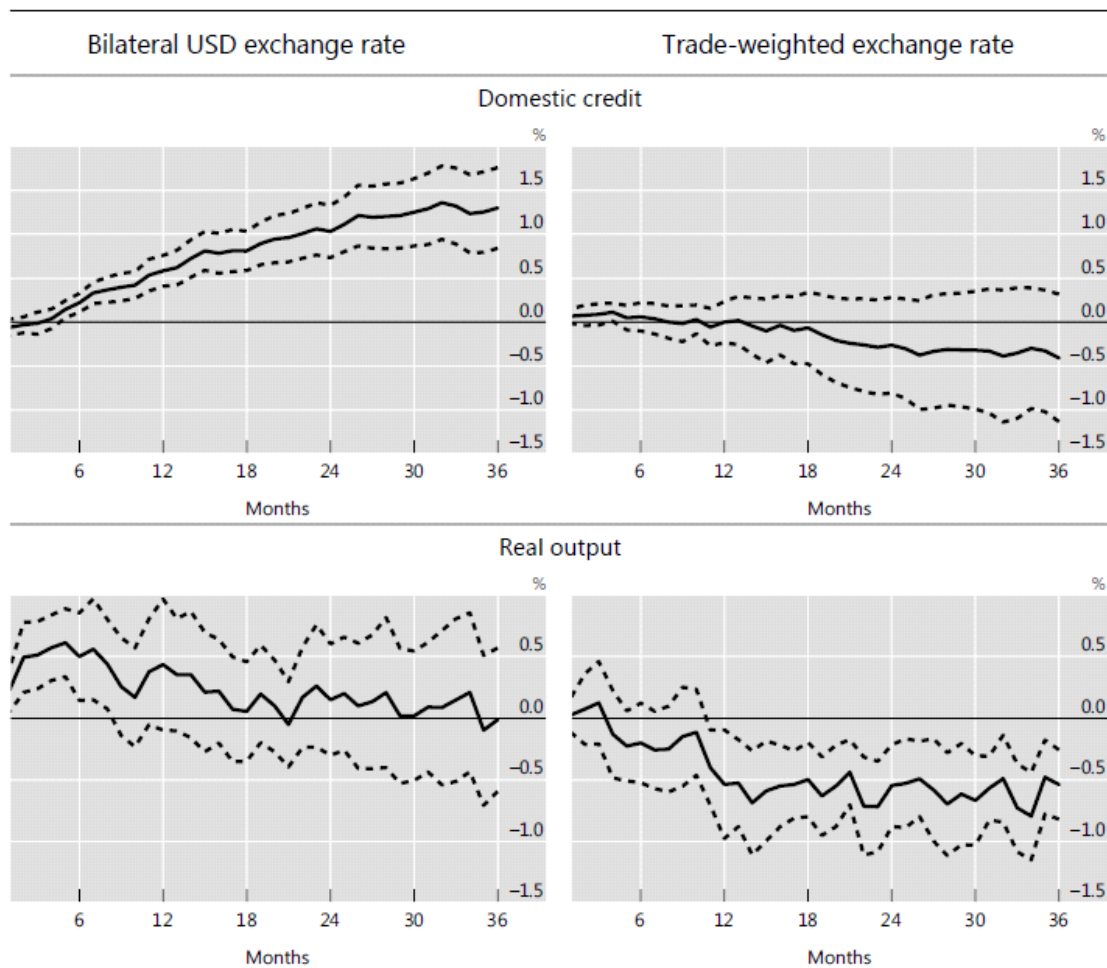 Bilateral USD exchange rate
Trade-weighted exchange rate
Domestic credit
%
1.5
1.0
0.5
0.0
–0.5
–1.0
–1.5
6 12 18 24 30 36
Months
%
1.5
1.0
0.5
0.0
–0.5
–1.0
–1.5
6 12 18 24 30 36
Months
Real output
%
0.5
0.0
–0.5
–1.0
–1.5
6 12 18 24 30 36
Months
%
0.5
0.0
–0.5
–1.0
–1.5
6 12 18 24 30 36
Months